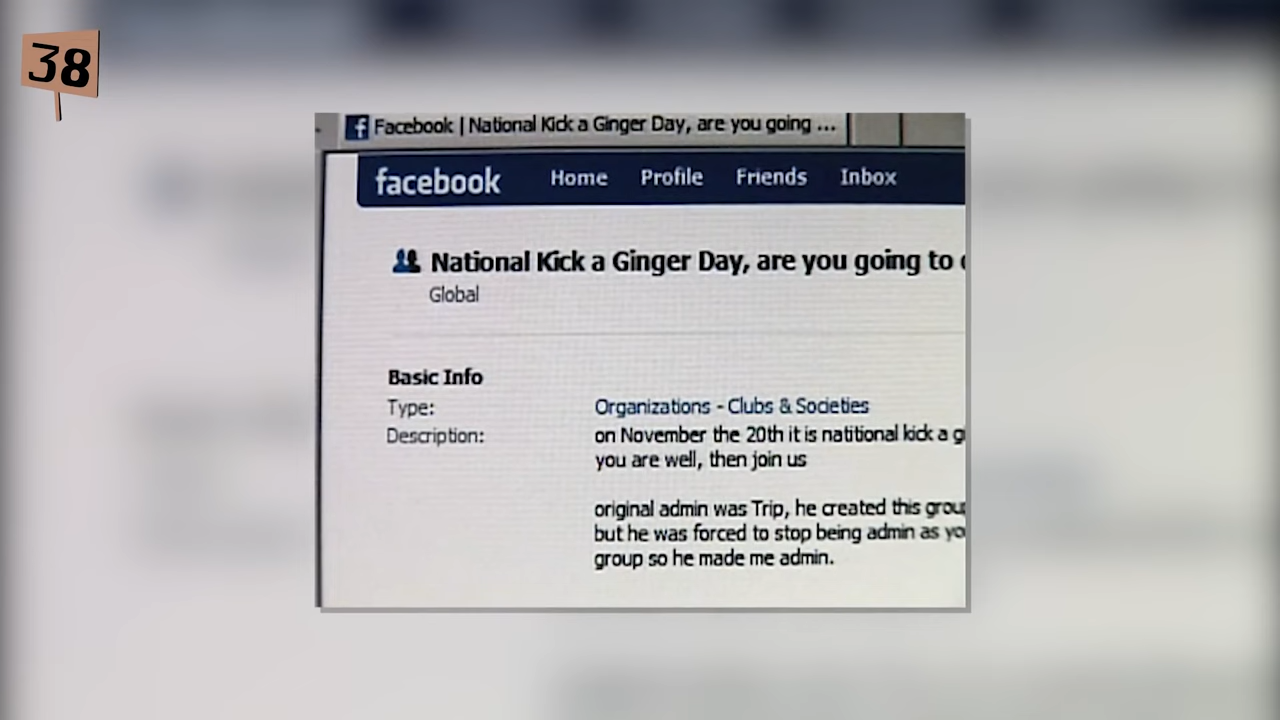 38
Facebook | National Kick a Ginger Day, are you going ...
facebook Home Profile Friends Inbox
National Kick a Ginger Day, are you going to
Global
Basic Info
Type: Organizations - Clubs & Societies
Description: on November the 20th it is natitional kick a
you are well, then join us
original admin was Trip, he created this
but he was forced to stop being admin as
group so he made me admin.